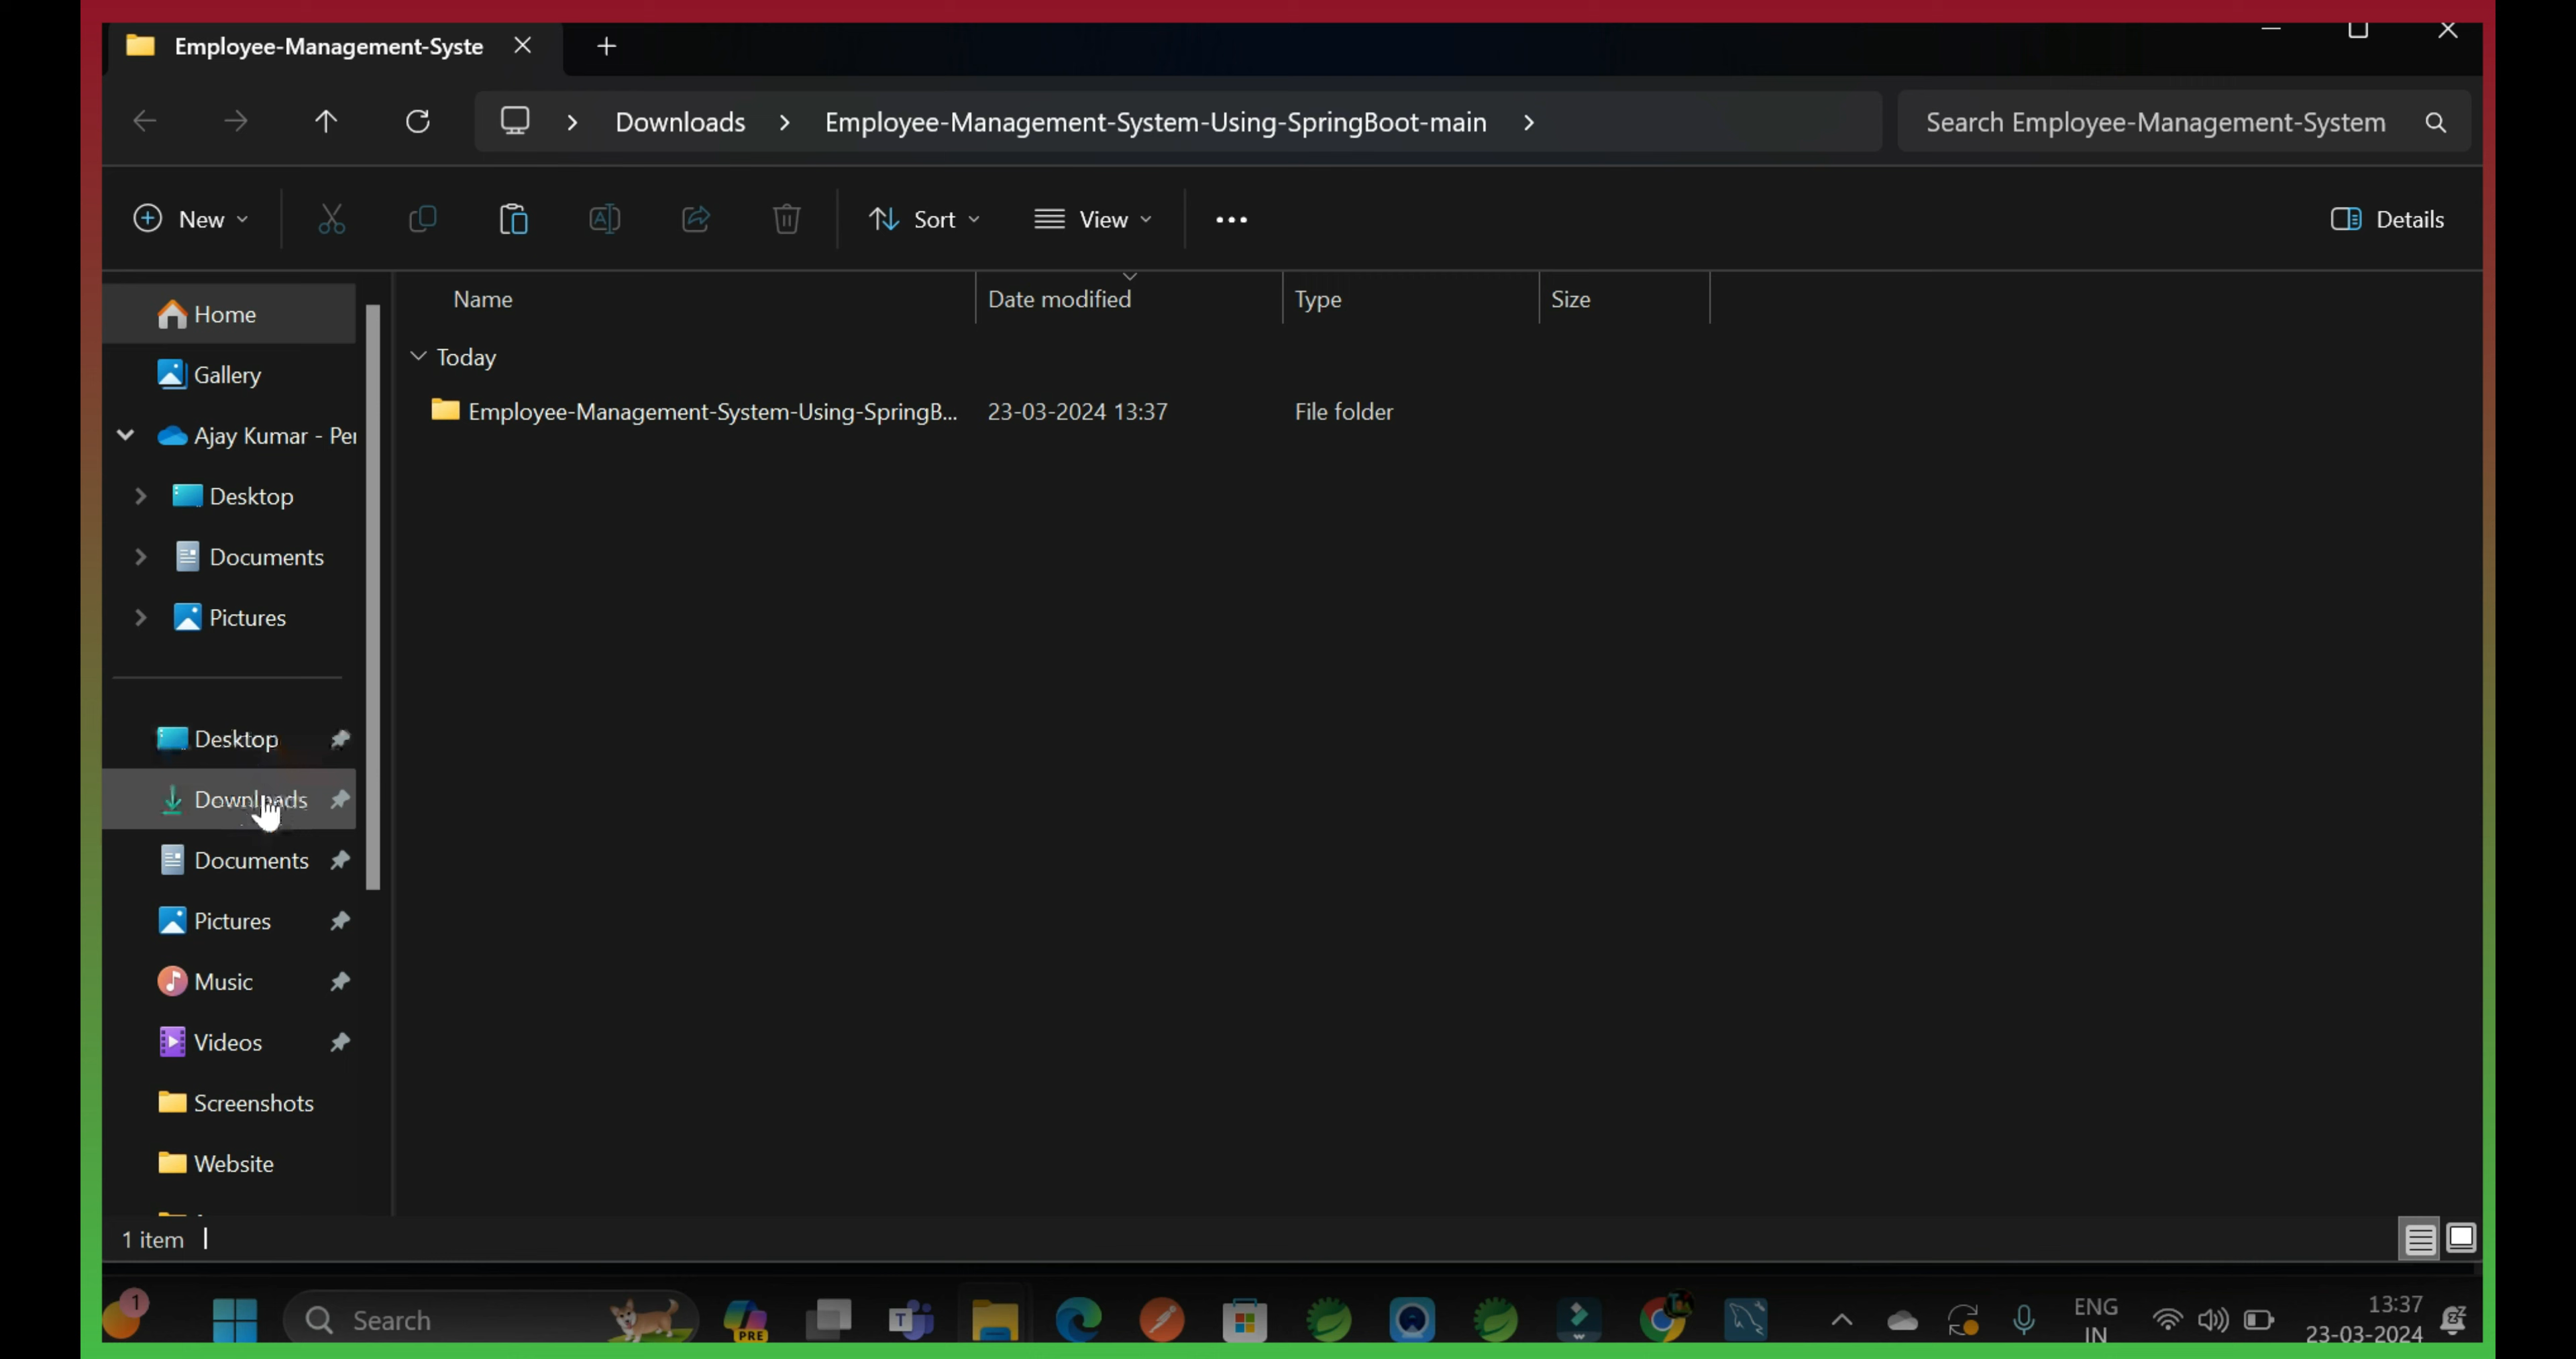 Employee-Management-Syste
Downloads
Employee-Management-System-Using-SpringBoot-main
Search Employee-Management-System
New
Sort
View
Details
Home
Gallery
Ajay Kumar - Per
Desktop
Documents
Pictures
Desktop
Downloads
Documents
Pictures
Music
Videos
Screenshots
Website
Name
Date modified
Type
Size
Today
Employee-Management-System-Using-SpringB...
23-03-2024 13:37
File folder
1 item
1
Search
PRE
ENG
IN
13:37
23-03-2024